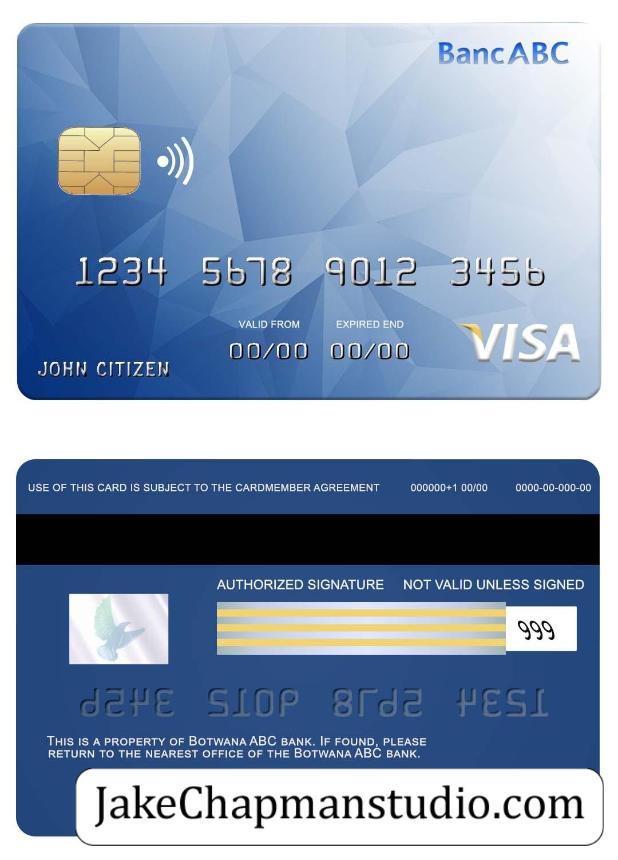 BancABC
1234 5678 9012 3456
VALID FROM EXPIRED END
00/00 00/00
VISA
JOHN CITIZEN
USE OF THIS CARD IS SUBJECT TO THE CARDMEMBER AGREEMENT 000000+1 00/00 0000-00-000-00
AUTHORIZED SIGNATURE NOT VALID UNLESS SIGNED
999
THIS IS A PROPERTY OF BOTWANA ABC BANK. IF FOUND, PLEASE
RETURN TO THE NEAREST OFFICE OF THE BOTWANA ABC BANK.
JakeChapmanstudio.com